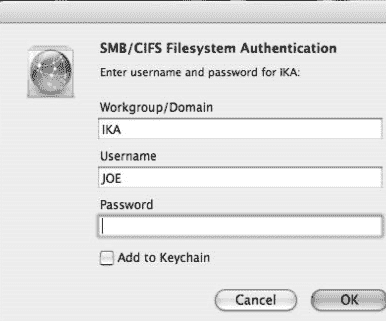 SMB/CIFS Filesystem Authentication
Enter username and password for IKA:
Workgroup/Domain
IKA
Username
JOE
Password
Add to Keychain
Cancel OK